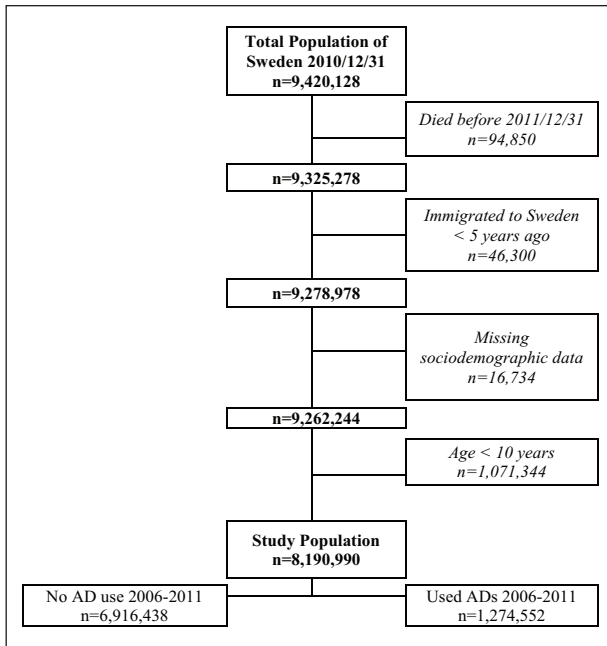 Total Population of
Sweden 2010/12/31
n=9,420,128
Died before 2011/12/31
n=94,850
n=9,325,278
Immigrated to Sweden
< 5 years ago
n=46,300
n=9,278,978
Missing
sociodemographic data
n=16,734
n=9,262,244
Age < 10 years
n=1,071,344
Study Population
n=8,190,990
No AD use 2006-2011
n=6,916,438
Used ADs 2006-2011
n=1,274,552